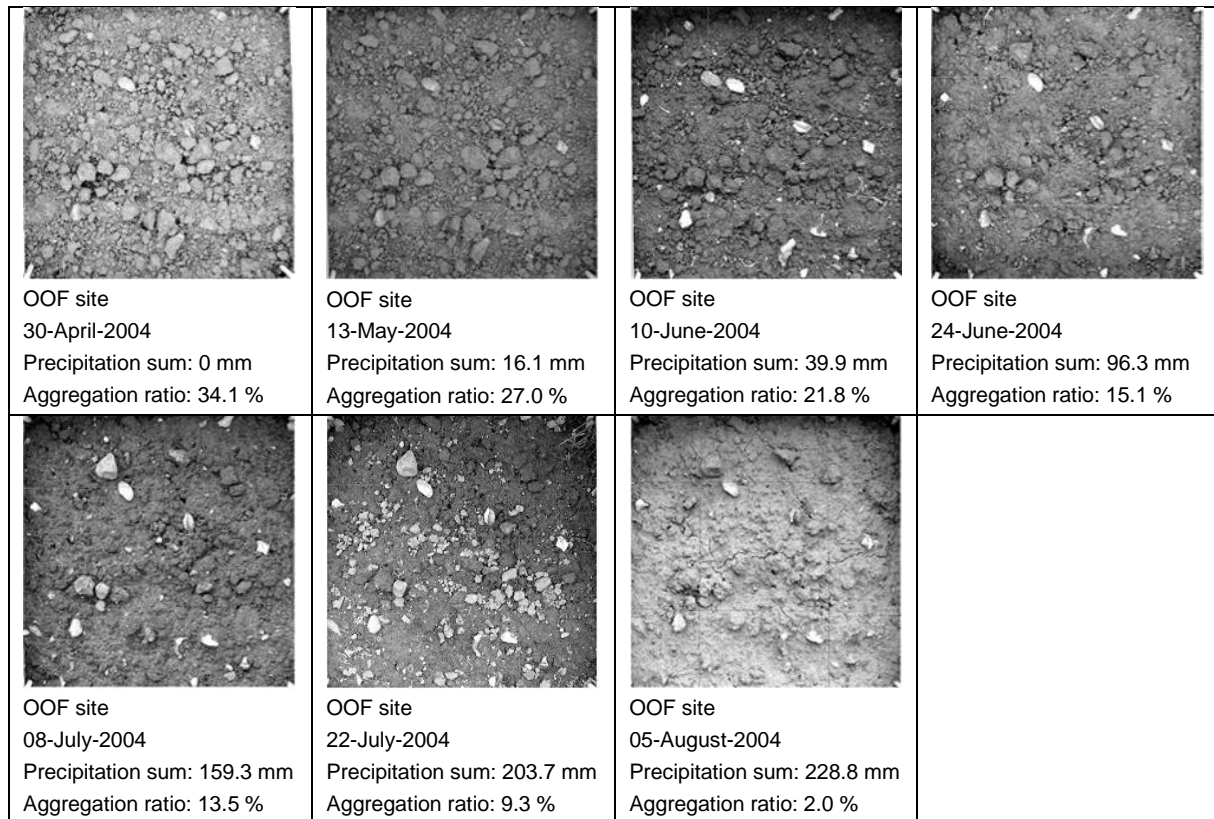 OOF site
30-April-2004
Precipitation sum: 0 mm
Aggregation ratio: 34.1 %
OOF site
13-May-2004
Precipitation sum: 16.1 mm
Aggregation ratio: 27.0 %
OOF site
10-June-2004
Precipitation sum: 39.9 mm
Aggregation ratio: 21.8 %
OOF site
24-June-2004
Precipitation sum: 96.3 mm
Aggregation ratio: 15.1 %
OOF site
08-July-2004
Precipitation sum: 159.3 mm
Aggregation ratio: 13.5 %
OOF site
22-July-2004
Precipitation sum: 203.7 mm
Aggregation ratio: 9.3 %
OOF site
05-August-2004
Precipitation sum: 228.8 mm
Aggregation ratio: 2.0 %